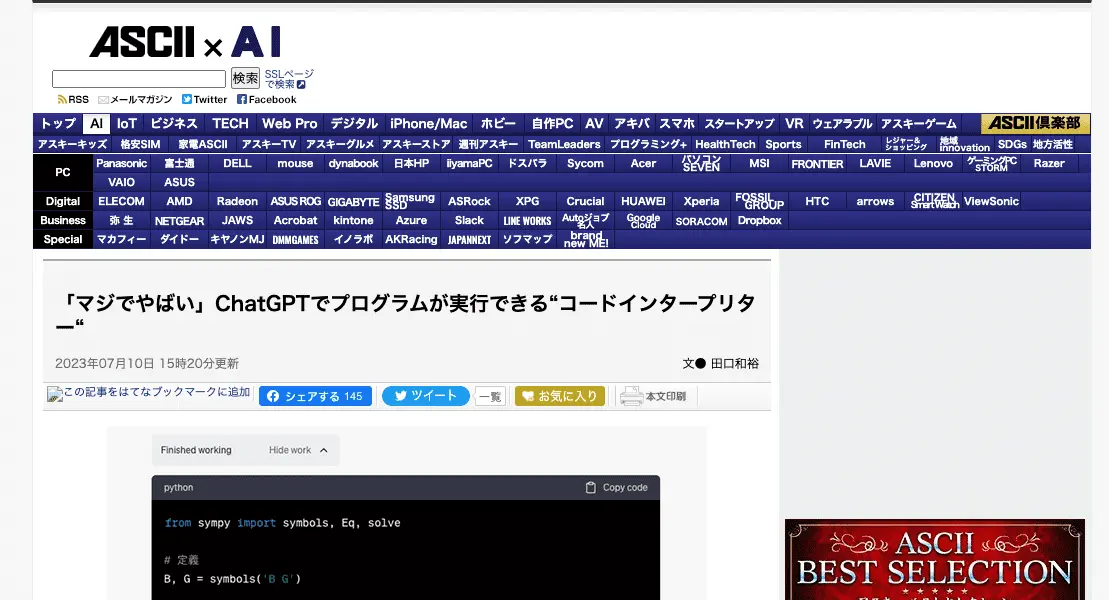 ASCII × AI
検索 SSLページ
で検索
RSS メールマガジン Twitter Facebook
トップ AI IoT ビジネス TECH Web Pro デジタル iPhone/Mac ホビー 自作PC AV アキバ スマホ スタートアップ VR ウェアラブル アスキーゲーム ASCII倶楽部
アスキーキッズ 格安SIM 家電ASCII アスキーTV アスキーグルメ アスキーストア 週刊アスキー TeamLeaders プログラミング+ HealthTech Sports FinTech レジャー&ショッピング 地域innovation SDGs 地方活性
PC Panasonic 富士通 DELL mouse dynabook 日本HP iiyamaPC ドスパラ Sycom Acer パソコンSEVEN MSI FRONTIER LAVIE Lenovo ゲーミングPC STORM Razer
VAIO ASUS
Digital ELECOM AMD Radeon ASUS ROG GIGABYTE Samsung SSD ASRock XPG Crucial HUAWEI Xperia FOSSIL GROUP HTC arrows CITIZEN SmartWatch ViewSonic
Business 弥生 NETGEAR JAWS Acrobat kintone Azure Slack LINE WORKS Autoジョブ名人 Google Cloud SORACOM Dropbox
Special マカフィー ダイドー キヤノンMJ DMMGAMES イノラボ AKRacing JAPANNEXT ソフマップ brand new ME!
「マジでやばい」ChatGPTでプログラムが実行できる“コードインタープリタ
ー“
2023年07月10日 15時20分更新 文● 田口和裕
この記事をはてなブックマークに追加 シェアする 145 ツイート 一覧 お気に入り 本文印刷
Finished working Hide work
python Copy code
from sympy import symbols, Eq, solve
# 定義
B, G = symbols('B G')
ASCII
BEST SELECTION